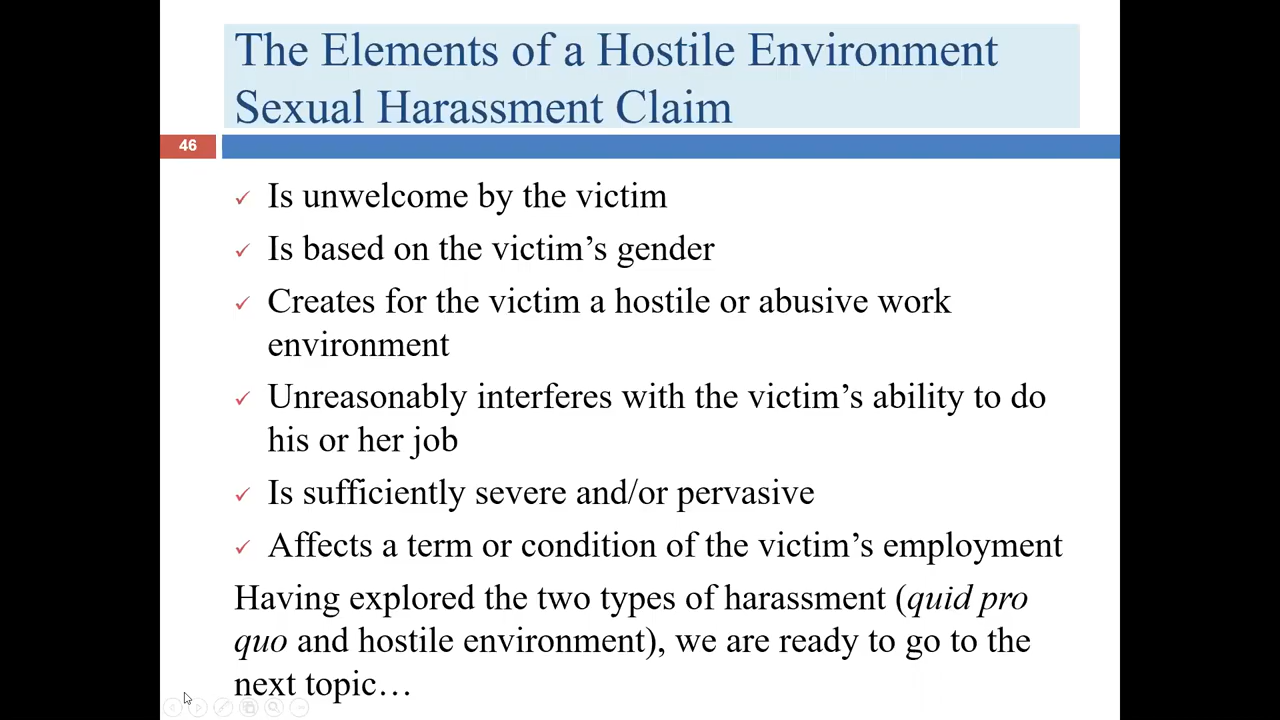 The Elements of a Hostile Environment
Sexual Harassment Claim
46
✓ Is unwelcome by the victim
✓ Is based on the victim’s gender
✓ Creates for the victim a hostile or abusive work
environment
✓ Unreasonably interferes with the victim’s ability to do
his or her job
✓ Is sufficiently severe and/or pervasive
✓ Affects a term or condition of the victim’s employment
Having explored the two types of harassment (quid pro
quo and hostile environment), we are ready to go to the
next topic…